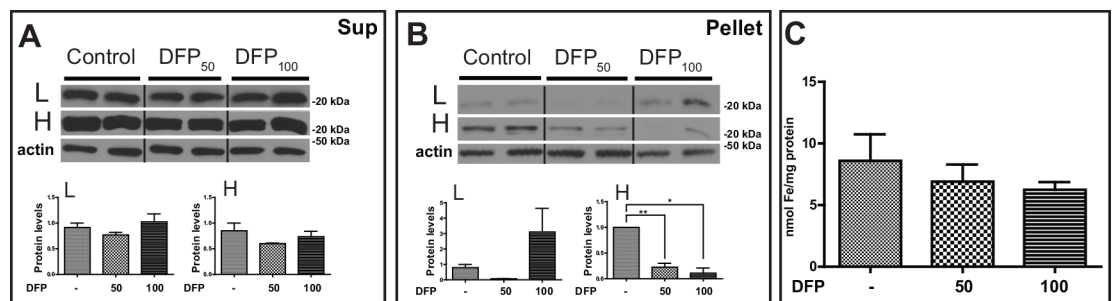 A
Sup
Control DFP50 DFP100
L
-20 kDa
H
-20 kDa
-50 kDa
actin
L
Protein levels
1.5
1.0
0.5
0.0
DFP - 50 100
H
Protein levels
1.5
1.0
0.5
0.0
DFP - 50 100
B
Pellet
Control DFP50 DFP100
L
-20 kDa
H
-20 kDa
-50 kDa
actin
L
Protein levels
5
4
3
2
1
0
DFP - 50 100
H
Protein levels
1.5
1.0
0.5
0.0
*
**
DFP - 50 100
C
nmol Fe/mg protein
15
10
5
0
DFP - 50 100